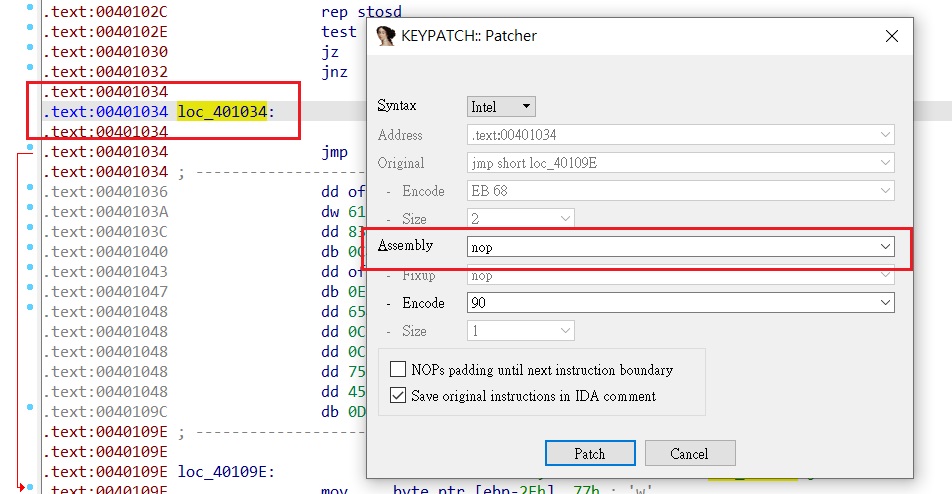 .text:0040102C rep stosd
.text:0040102E test
.text:00401030 jz
.text:00401032 jnz
.text:00401034
.text:00401034 loc_401034:
.text:00401034
.text:00401034 jmp
.text:00401034 ; --------------------
.text:00401036 dd of
.text:0040103A dw 61
.text:0040103C dd 83
.text:00401040 db 0C
.text:00401043 dd of
.text:00401047 db 0E
.text:00401048 dd 65
.text:00401048 dd 0C
.text:00401048 dd 0C
.text:00401048 dd 75
.text:00401048 dd 45
.text:0040109C db 0D
.text:0040109E ; --------------------
.text:0040109E
.text:0040109E loc_40109E:
.text:0040109E mov byte ptr [ebp-2Fh], 77h ; 'w'
KEYPATCH:: Patcher
Syntax Intel
Address .text:00401034
Original jmp short loc_40109E
- Encode EB 68
- Size 2
Assembly nop
- Fixup nop
- Encode 90
- Size 1
NOPs padding until next instruction boundary
Save original instructions in IDA comment
Patch Cancel